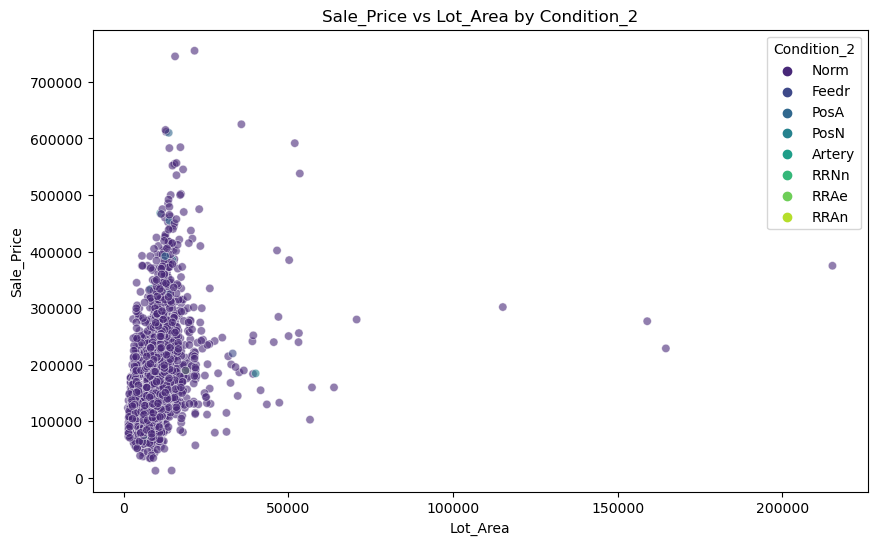 Sale_Price vs Lot_Area by Condition_2
Condition_2
Norm
Feedr
PosA
PosN
Artery
RRNn
RRAe
RRAn
Sale_Price
700000
600000
500000
400000
300000
200000
100000
0
0 50000 100000 150000 200000
Lot_Area